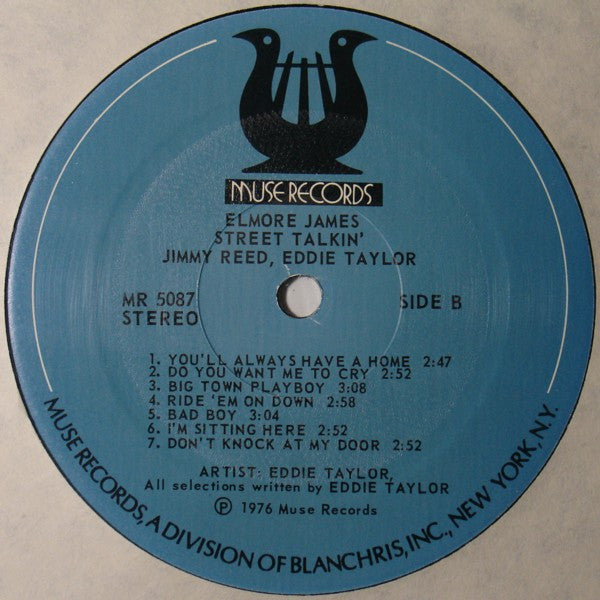 MUSE RECORDS
ELMORE JAMES
STREET TALKIN'
JIMMY REED, EDDIE TAYLOR
MR 5087
STEREO
SIDE B
1. YOU'LL ALWAYS HAVE A HOME 2:47
2. DO YOU WANT ME TO CRY 2:52
3. BIG TOWN PLAYBOY 3:08
4. RIDE 'EM ON DOWN 2:58
5. BAD BOY 3:04
6. I'M SITTING HERE 2:52
7. DON'T KNOCK AT MY DOOR 2:52
ARTIST: EDDIE TAYLOR,
All selections written by EDDIE TAYLOR
Ⓟ 1976 Muse Records
MUSE RECORDS, A DIVISION OF BLANCHRIS, INC., NEW YORK, N.Y.